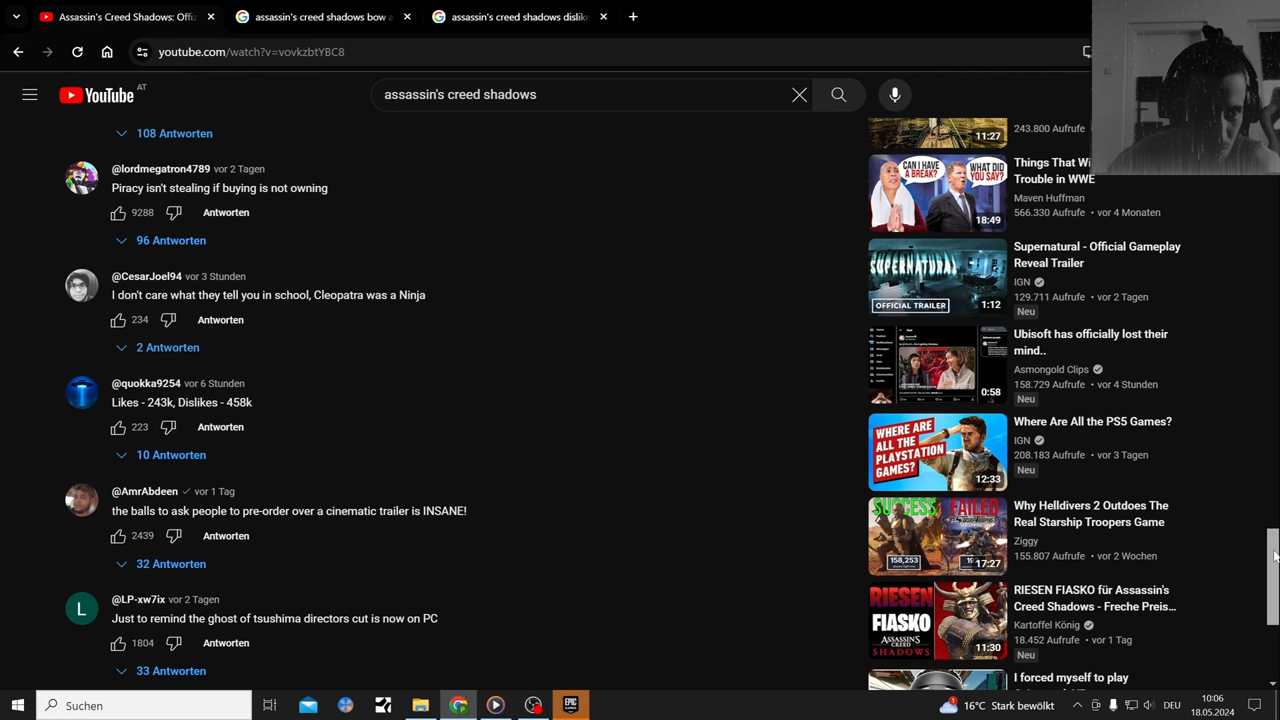 Assassin's Creed Shadows: Offi
assassin's creed shadows bow a
assassin's creed shadows dislike
youtube.com/watch?v=vovkzbtYBC8
YouTube
AT
assassin's creed shadows
108 Antworten
@lordmegatron4789 vor 2 Tagen
Piracy isn't stealing if buying is not owning
9288 Antworten
96 Antworten
@CesarJoel94 vor 3 Stunden
I don't care what they tell you in school, Cleopatra was a Ninja
234 Antworten
2 Antworten
@quokka9254 vor 6 Stunden
Likes - 243k, Dislikes - 458k
223 Antworten
10 Antworten
@AmrAbdeen vor 1 Tag
the balls to ask people to pre-order over a cinematic trailer is INSANE!
2439 Antworten
32 Antworten
@LP-xw7ix vor 2 Tagen
Just to remind the ghost of tsushima directors cut is now on PC
1804 Antworten
33 Antworten
11:27
243.800 Aufrufe • vor 2
CAN I HAVE
A BREAK?
WHAT DID
YOU SAY?
18:49
Things That Wi
Trouble in WWE
Maven Huffman
566.330 Aufrufe • vor 4 Monaten
SUPERNATURAL
OFFICIAL TRAILER
1:12
Supernatural - Official Gameplay
Reveal Trailer
IGN
129.711 Aufrufe • vor 2 Tagen
Neu
0:58
Ubisoft has officially lost their
mind..
Asmongold Clips
158.729 Aufrufe • vor 4 Stunden
Neu
WHERE ARE
ALL THE
PLAYSTATION
GAMES?
12:33
Where Are All the PS5 Games?
IGN
208.183 Aufrufe • vor 3 Tagen
Neu
SUCCESS
FAILED
158,253
17:27
Why Helldivers 2 Outdoes The
Real Starship Troopers Game
Ziggy
155.807 Aufrufe • vor 2 Wochen
RIESEN
FIASKO
ASSASSIN'S
CREED
SHADOWS
11:30
RIESEN FIASKO für Assassin's
Creed Shadows - Freche Preis...
Kartoffel König
18.452 Aufrufe • vor 1 Tag
Neu
I forced myself to play
Suchen
EPIC
16°C Stark bewölkt
DEU
10:06
18.05.2024